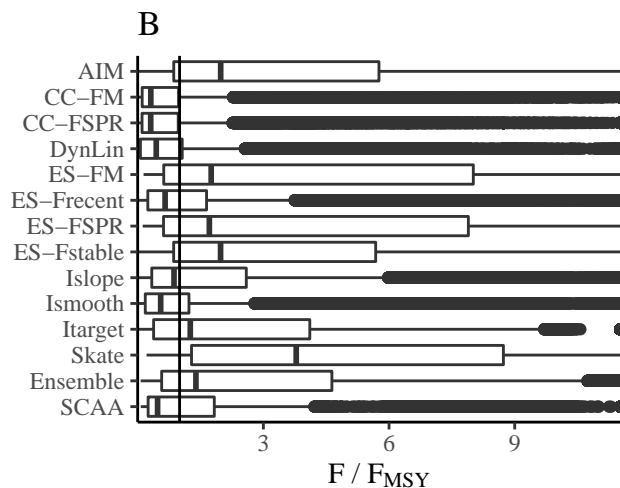 B
AIM
CC−FM
CC−FSPR
DynLin
ES−FM
ES−Frecent
ES−FSPR
ES−Fstable
Islope
Ismooth
Itarget
Skate
Ensemble
SCAA
3 6 9
F / FMSY